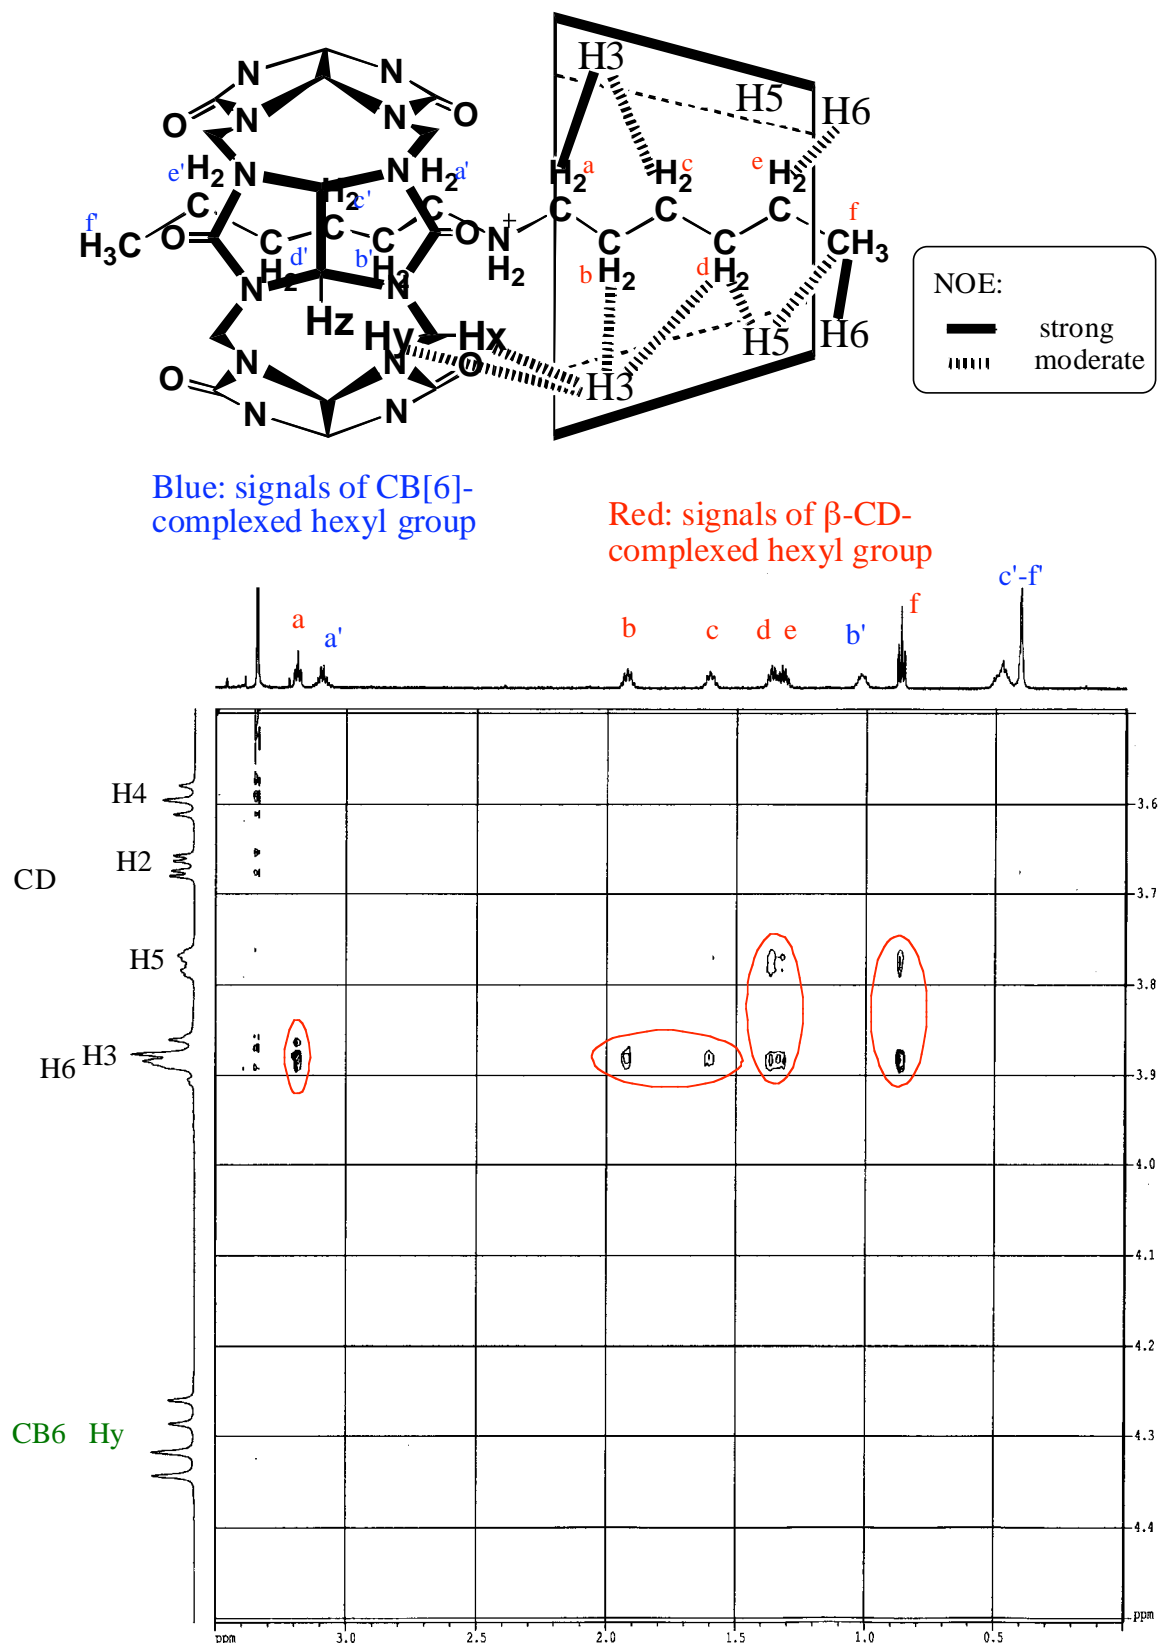 N N
O N N O
H3
H5
H6
e' H2 N N H2 a' H2 a H2 c e H2
H2 c'
f' C C C C C C C f
H3C O C C O N+ C C CH3
d' b' H2 b H2 d H2
H2 H2
N N
Hz
Hy Hx
H5
H6
N N
O O
H3
N N
NOE:
strong
moderate
Blue: signals of CB[6]-
complexed hexyl group
Red: signals of β-CD-
complexed hexyl group
a a' b c d e b' f c'-f'
H4
H2
CD
H5
H3
H6
CB6 Hy
3.6
3.7
3.8
3.9
4.0
4.1
4.2
4.3
4.4
ppm
ppm 3.0 2.5 2.0 1.5 1.0 0.5